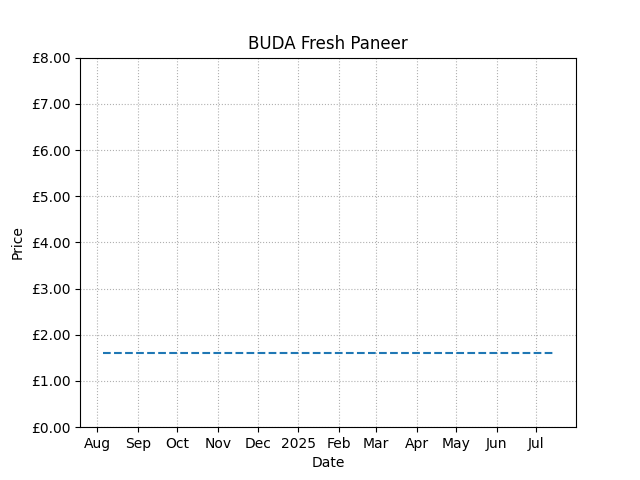 BUDA Fresh Paneer
£8.00
£7.00
£6.00
£5.00
£4.00
£3.00
£2.00
£1.00
£0.00
Price
Aug Sep Oct Nov Dec 2025 Feb Mar Apr May Jun Jul
Date